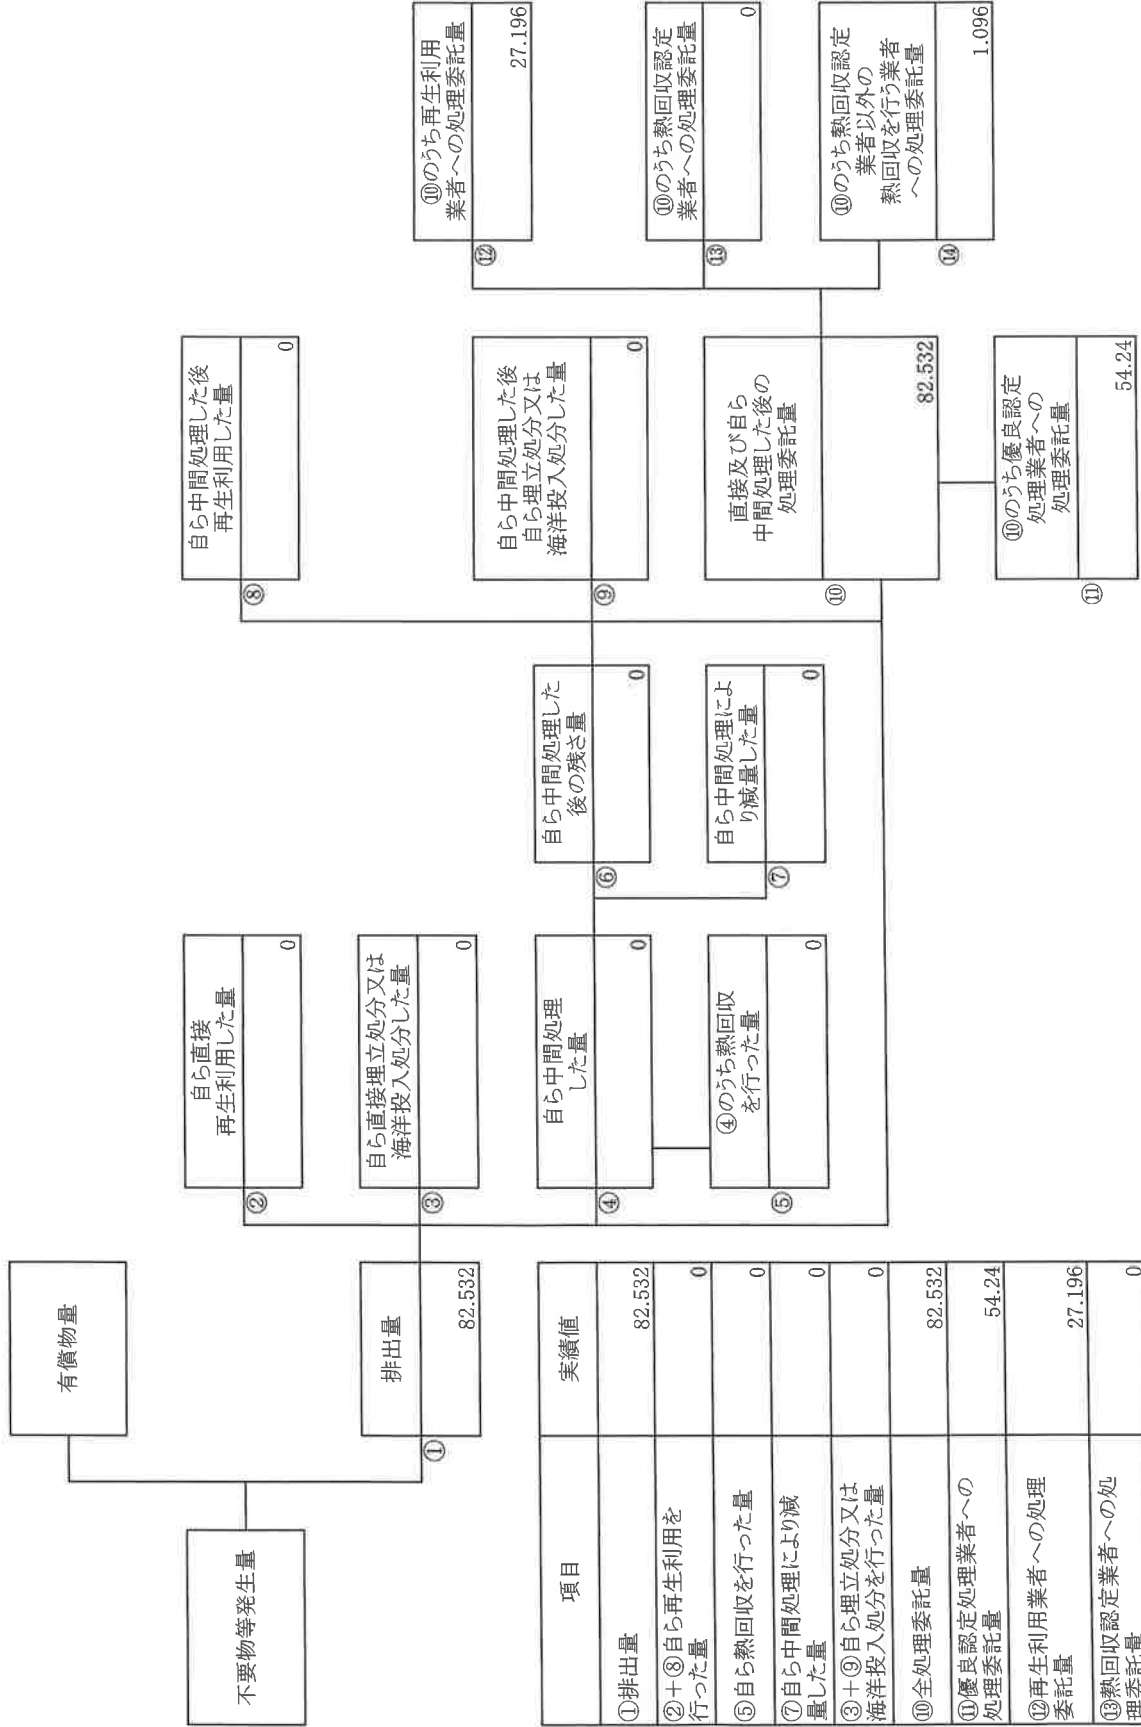 不要物等発生量
有償物量
排出量
①
82.532
自ら直接
再生利用した量
②
0
自ら直接埋立処分又は
海洋投入処分した量
③
0
自ら中間処理
した量
④
0
④のうち熱回収
を行った量
⑤
0
自ら中間処理した
後の残さ量
⑥
0
自ら中間処理によ
り減量した量
⑦
0
自ら中間処理した後
再生利用した量
⑧
0
自ら中間処理した後
自ら埋立処分又は
海洋投入処分した量
⑨
0
直接及び自ら
中間処理した後の
処理委託量
⑩
82.532
⑩のうち優良認定
処理業者への
処理委託量
⑪
54.24
⑩のうち再生利用
業者への処理委託量
⑫
27.196
⑩のうち熱回収認定
業者への処理委託量
⑬
0
⑩のうち熱回収認定
業者以外の
熱回収を行う業者
への処理委託量
⑭
1.096
項目
実績値
①排出量
82.532
②+⑧自ら再生利用を
行った量
0
⑤自ら熱回収を行った量
0
⑦自ら中間処理により減
量した量
0
③+⑨自ら埋立処分又は
海洋投入処分を行った量
0
⑩全処理委託量
82.532
⑪優良認定処理業者への
処理委託量
54.24
⑫再生利用業者への処理
委託量
27.196
⑬熱回収認定業者への処
理委託量
0